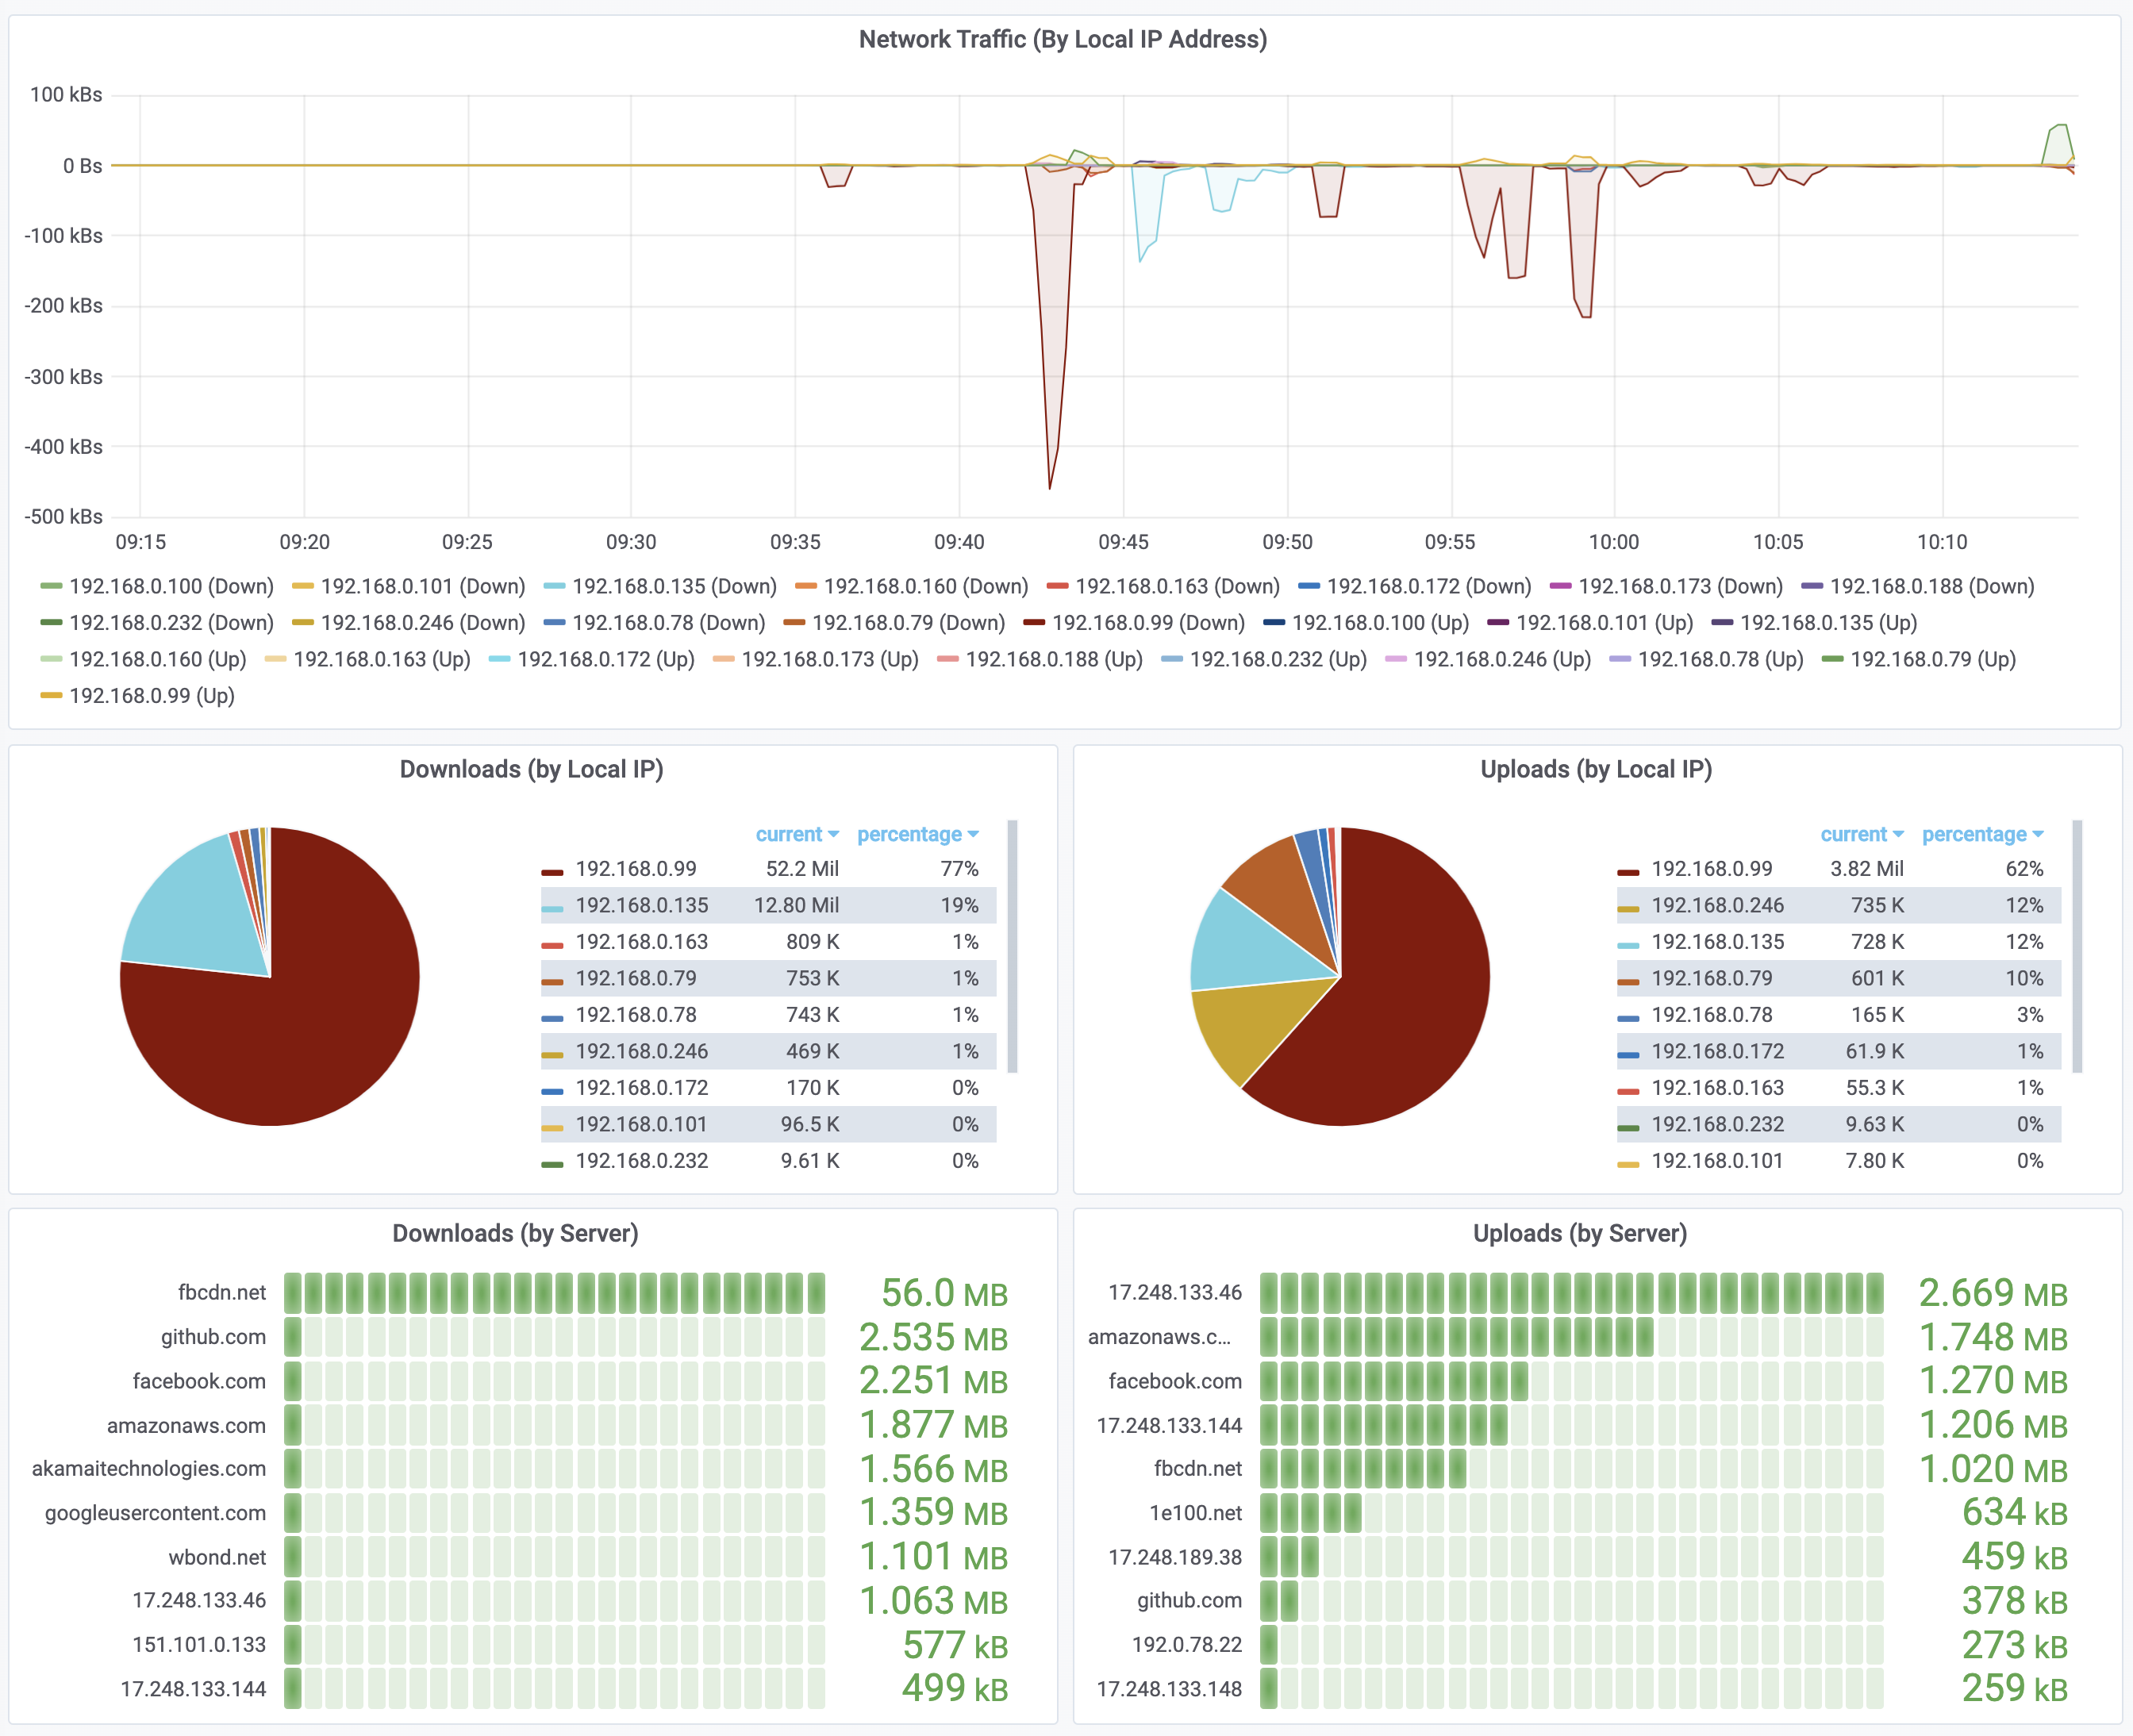 Network Traffic (By Local IP Address)
100 kBs
0 Bs
-100 kBs
-200 kBs
-300 kBs
-400 kBs
-500 kBs
09:15 09:20 09:25 09:30 09:35 09:40 09:45 09:50 09:55 10:00 10:05 10:10
192.168.0.100 (Down) 192.168.0.101 (Down) 192.168.0.135 (Down) 192.168.0.160 (Down) 192.168.0.163 (Down) 192.168.0.172 (Down) 192.168.0.173 (Down) 192.168.0.188 (Down)
192.168.0.232 (Down) 192.168.0.246 (Down) 192.168.0.78 (Down) 192.168.0.79 (Down) 192.168.0.99 (Down) 192.168.0.100 (Up) 192.168.0.101 (Up) 192.168.0.135 (Up)
192.168.0.160 (Up) 192.168.0.163 (Up) 192.168.0.172 (Up) 192.168.0.173 (Up) 192.168.0.188 (Up) 192.168.0.232 (Up) 192.168.0.246 (Up) 192.168.0.78 (Up) 192.168.0.79 (Up)
192.168.0.99 (Up)
Downloads (by Local IP)
current percentage
192.168.0.99 52.2 Mil 77%
192.168.0.135 12.80 Mil 19%
192.168.0.163 809 K 1%
192.168.0.79 753 K 1%
192.168.0.78 743 K 1%
192.168.0.246 469 K 1%
192.168.0.172 170 K 0%
192.168.0.101 96.5 K 0%
192.168.0.232 9.61 K 0%
Uploads (by Local IP)
current percentage
192.168.0.99 3.82 Mil 62%
192.168.0.246 735 K 12%
192.168.0.135 728 K 12%
192.168.0.79 601 K 10%
192.168.0.78 165 K 3%
192.168.0.172 61.9 K 1%
192.168.0.163 55.3 K 1%
192.168.0.232 9.63 K 0%
192.168.0.101 7.80 K 0%
Downloads (by Server)
fbcdn.net 56.0 MB
github.com 2.535 MB
facebook.com 2.251 MB
amazonaws.com 1.877 MB
akamaitechnologies.com 1.566 MB
googleusercontent.com 1.359 MB
wbond.net 1.101 MB
17.248.133.46 1.063 MB
151.101.0.133 577 kB
17.248.133.144 499 kB
Uploads (by Server)
17.248.133.46 2.669 MB
amazonaws.c... 1.748 MB
facebook.com 1.270 MB
17.248.133.144 1.206 MB
fbcdn.net 1.020 MB
1e100.net 634 kB
17.248.189.38 459 kB
github.com 378 kB
192.0.78.22 273 kB
17.248.133.148 259 kB